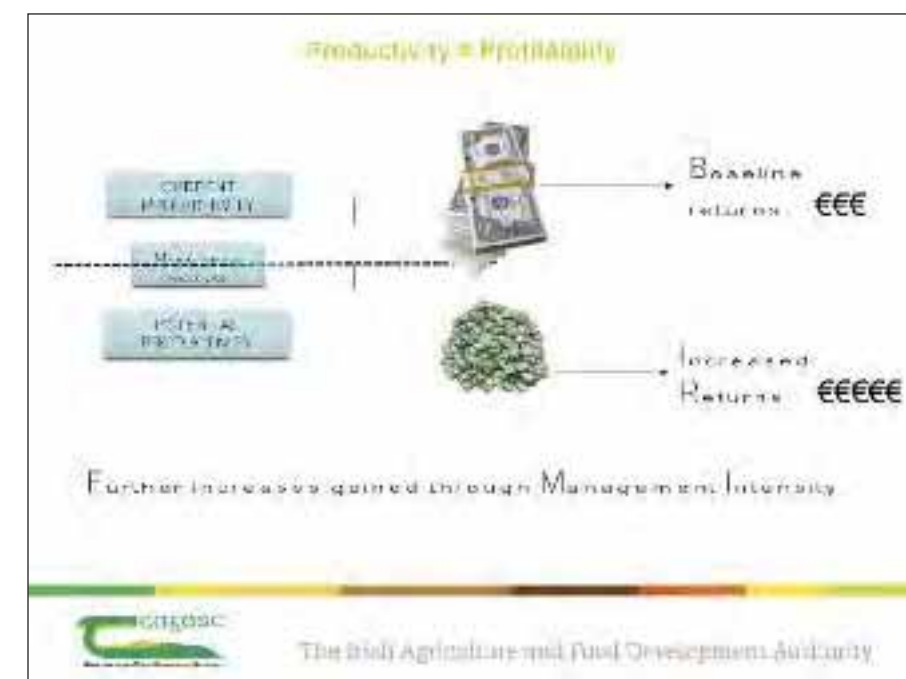 Productivity = Profitability
CURRENT
PRODUCTIVITY
Baseline
returns €€€
POTENTIAL
PRODUCTIVITY
Increased
Returns €€€€€
Further increases gained through Management Intensity
The Irish Agriculture and Food Development Authority